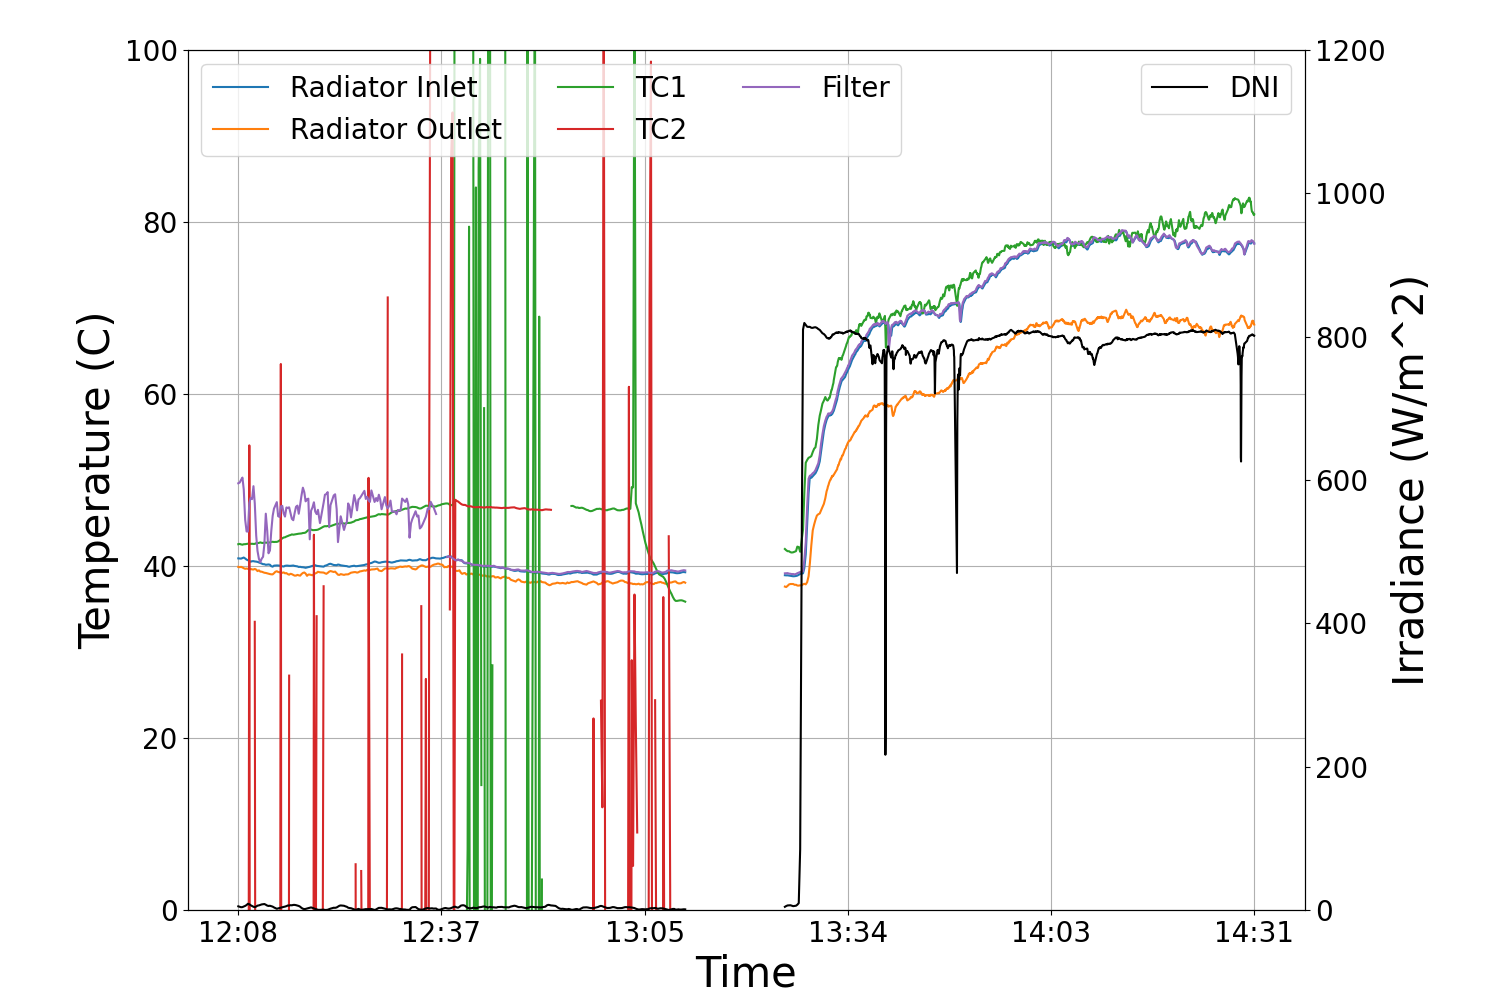 100
80
60
40
20
0
Temperature (C)
Radiator Inlet
Radiator Outlet
TC1
TC2
Filter
DNI
1200
1000
800
600
400
200
0
Irradiance (W/m^2)
12:08 12:37 13:05 13:34 14:03 14:31
Time